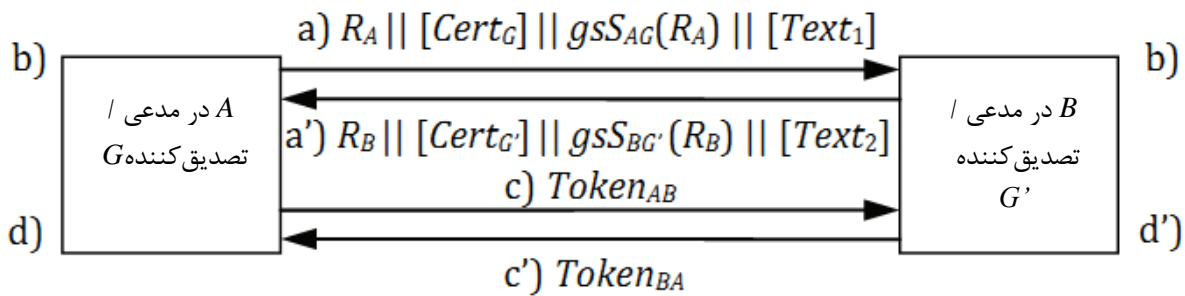 a) R_A || [Cert_G] || gsS_AG(R_A) || [Text_1]
b)
b)
A در مدعی /
تصدیق‌کننده G
B در مدعی /
تصدیق‌کننده
G’
a') R_B || [Cert_G'] || gsS_BG'(R_B) || [Text_2]
c) Token_AB
d)
d')
c') Token_BA